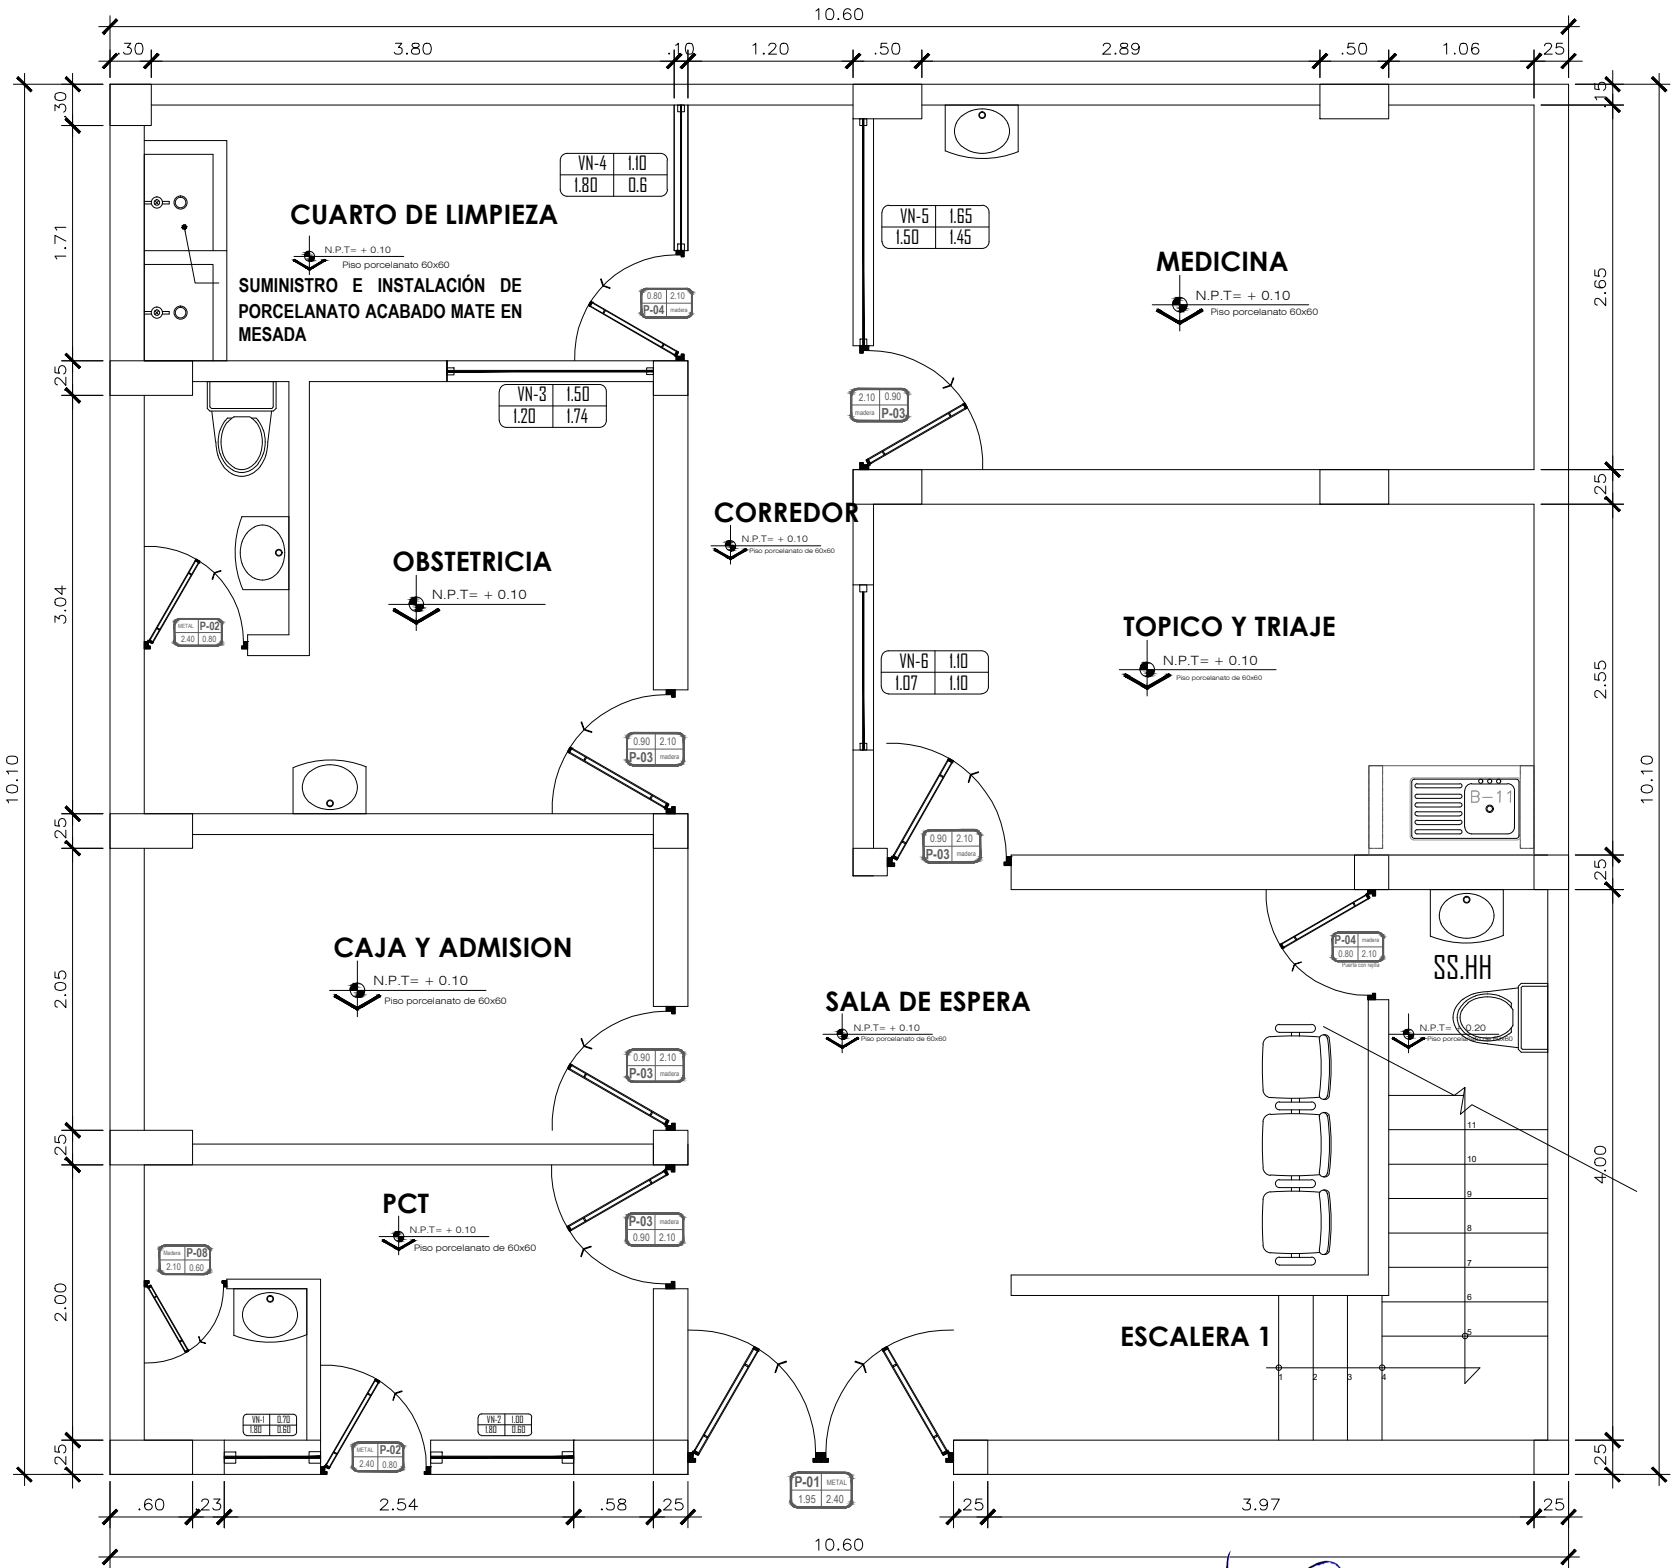 10.60
.30
3.80
.10
1.20
.50
2.89
.50
1.06
.25
.30
1.71
.25
3.04
.25
2.05
.25
2.00
.25
10.10
VN-4 1.10
1.80 0.6
CUARTO DE LIMPIEZA
N.P.T= + 0.10
Piso porcelanato 60x60
SUMINISTRO E INSTALACIÓN DE
PORCELANATO ACABADO MATE EN
MESADA
0.80 2.10
P-04 madera
VN-5 1.65
1.50 1.45
MEDICINA
N.P.T= + 0.10
Piso porcelanato 60x60
VN-3 1.50
1.20 1.74
2.10 0.90
madera P-03
CORREDOR
N.P.T= + 0.10
Piso porcelanato de 60x60
OBSTETRICIA
N.P.T= + 0.10
METAL P-02
2.40 0.80
TOPICO Y TRIAJE
N.P.T= + 0.10
Piso porcelanato de 60x60
VN-6 1.10
1.07 1.10
0.90 2.10
P-03 madera
B-11
0.90 2.10
P-03 madera
CAJA Y ADMISION
N.P.T= + 0.10
Piso porcelanato de 60x60
P-04 madera
0.80 2.10
Puerta con rejilla
SS.HH
N.P.T= + 0.20
Piso porcelanato de 60x60
SALA DE ESPERA
N.P.T= + 0.10
Piso porcelanato de 60x60
0.90 2.10
P-03 madera
PCT
N.P.T= + 0.10
Piso porcelanato de 60x60
P-03 madera
0.90 2.10
Madera P-08
2.10 0.60
11
10
9
8
7
6
5
ESCALERA 1
1
2
3
4
VN-1 0.70
1.80 0.60
VN-2 1.00
1.80 0.60
METAL P-02
2.40 0.80
P-01 METAL
1.95 2.40
.15
2.65
.25
2.55
.25
4.00
.25
10.10
.60
.23
2.54
.58
.25
.25
3.97
.25
10.60